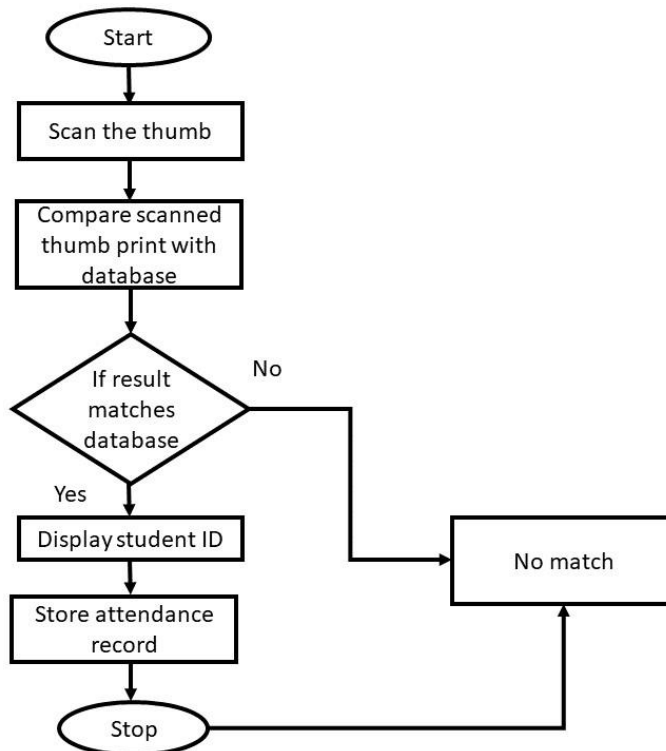 Start
Scan the thumb
Compare scanned
thumb print with
database
If result
matches
database
No
Yes
Display student ID
No match
Store attendance
record
Stop